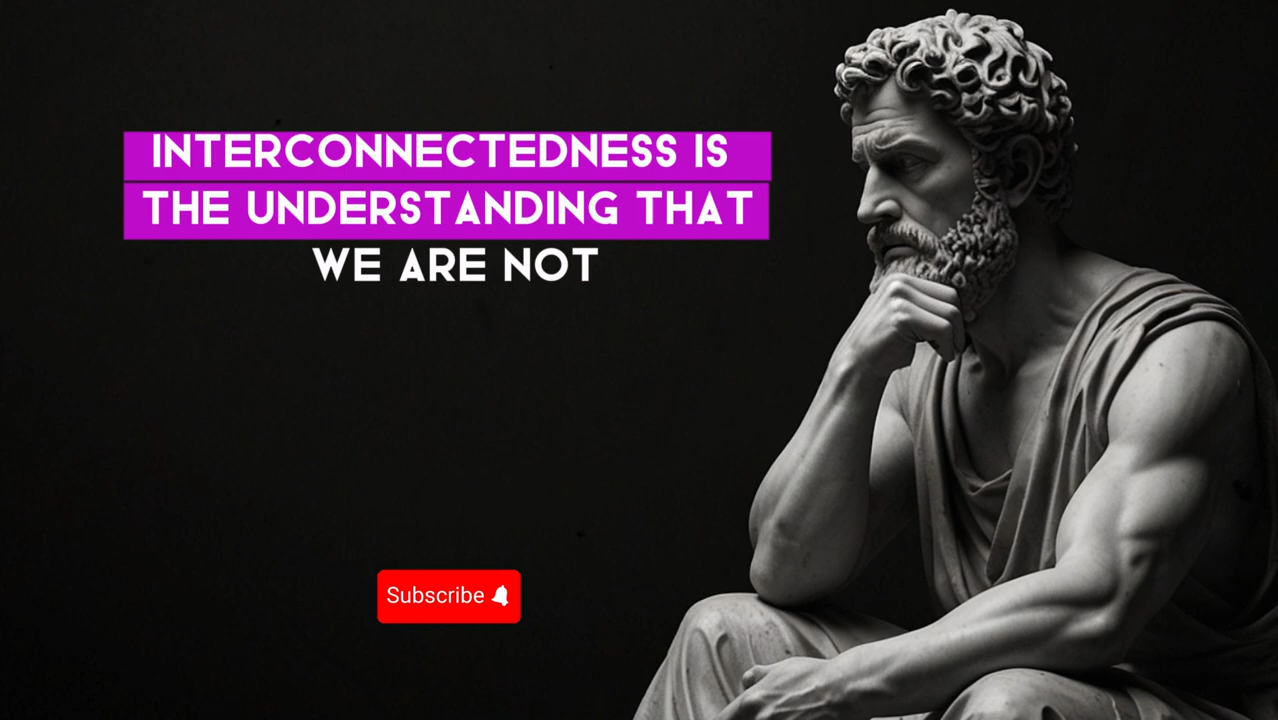 INTERCONNECTEDNESS IS
THE UNDERSTANDING THAT
WE ARE NOT
Subscribe